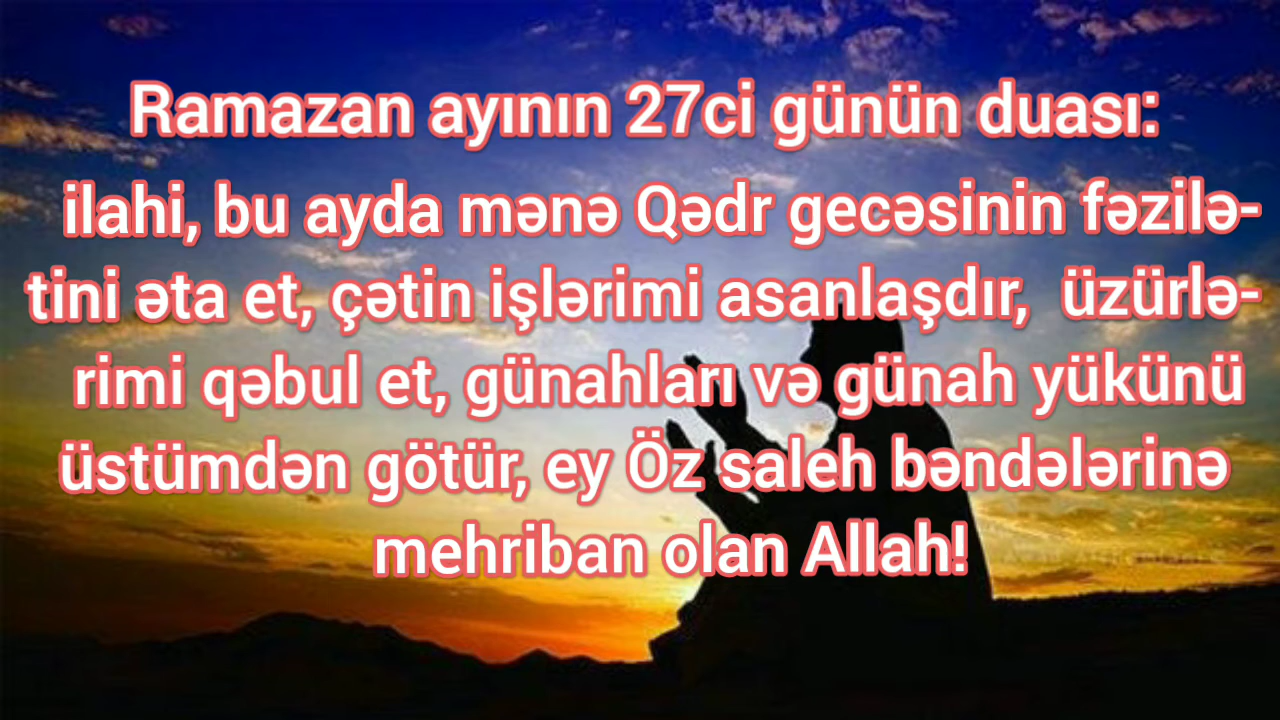 Ramazan ayının 27ci günün duası:
ilahi, bu ayda mənə Qədr gecəsinin fəzilə-
tini əta et, çətin işlərimi asanlaşdır,  üzürlə-
rimi qəbul et, günahları və günah yükünü
üstümdən götür, ey Öz saleh bəndələrinə
mehriban olan Allah!